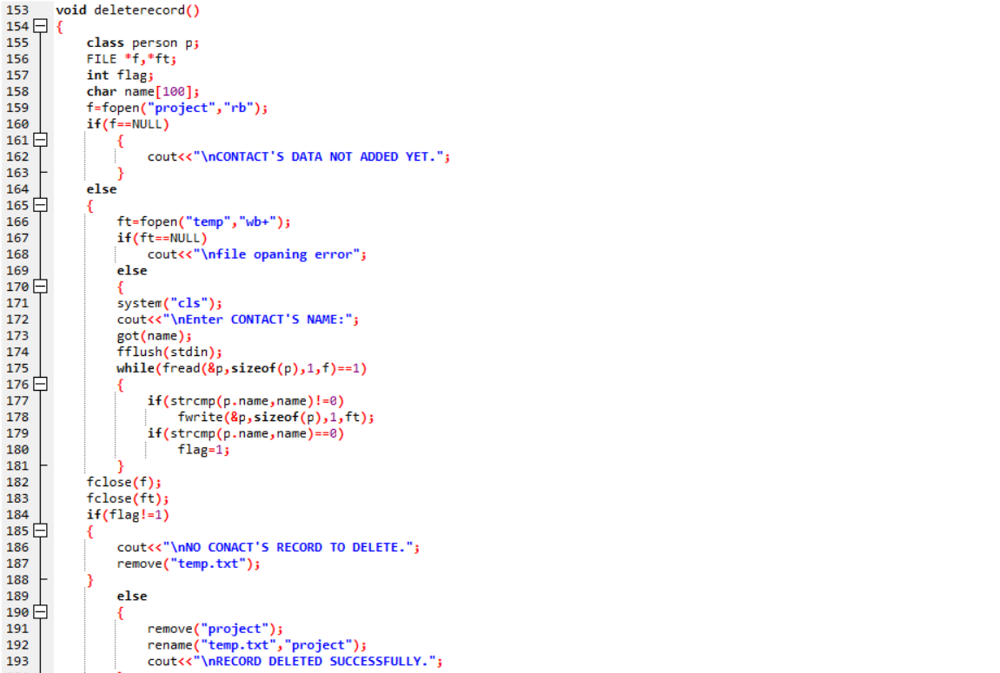 153 void deleterecord()
154 {
155 class person p;
156 FILE *f,*ft;
157 int flag;
158 char name[100];
159 f=fopen("project","rb");
160 if(f==NULL)
161 {
162 cout<<"\nCONTACT'S DATA NOT ADDED YET.";
163 }
164 else
165 {
166 ft=fopen("temp","wb+");
167 if(ft==NULL)
168 cout<<"\nfile opaning error";
169 else
170 {
171 system("cls");
172 cout<<"\nEnter CONTACT'S NAME:";
173 got(name);
174 fflush(stdin);
175 while(fread(&p,sizeof(p),1,f)==1)
176 {
177 if(strcmp(p.name,name)!=0)
178 fwrite(&p,sizeof(p),1,ft);
179 if(strcmp(p.name,name)==0)
180 flag=1;
181 }
182 fclose(f);
183 fclose(ft);
184 if(flag!=1)
185 {
186 cout<<"\nNO CONACT'S RECORD TO DELETE.";
187 remove("temp.txt");
188 }
189 else
190 {
191 remove("project");
192 rename("temp.txt","project");
193 cout<<"\nRECORD DELETED SUCCESSFULLY.";